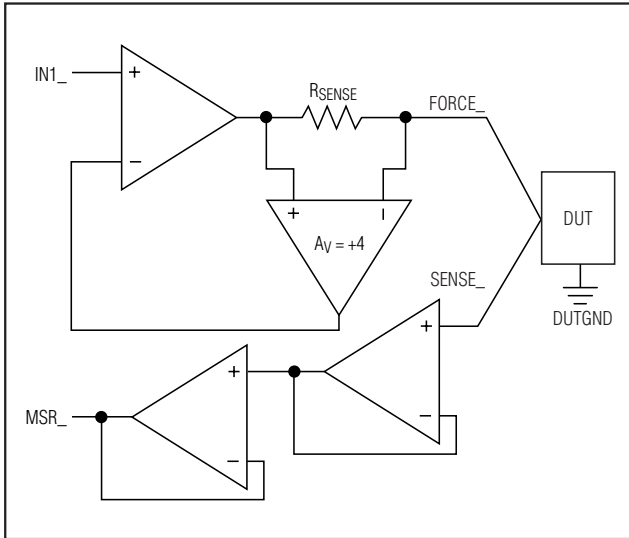 IN1_
+
−
RSENSE
FORCE_
+
−
AV = +4
DUT
DUTGND
SENSE_
+
−
+
−
MSR_